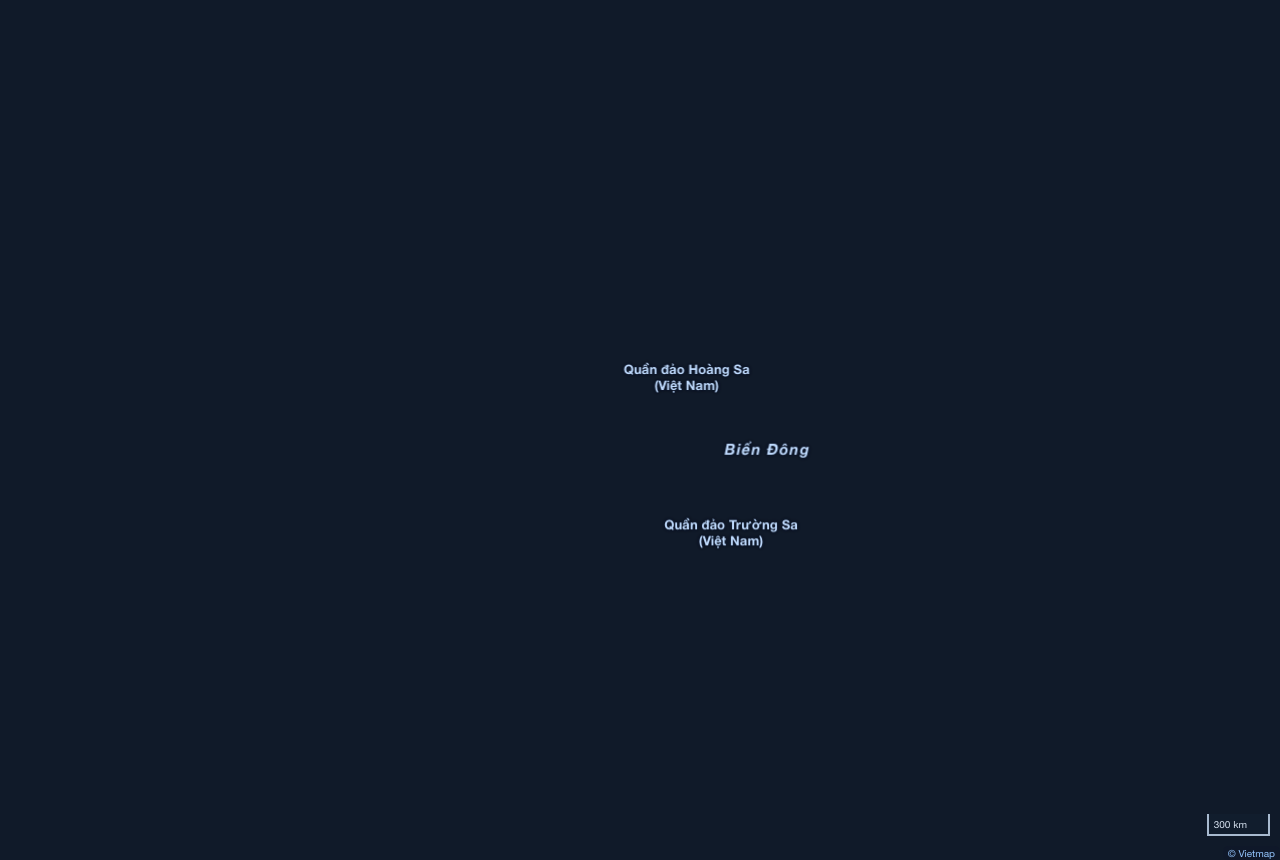 Quần đảo Hoàng Sa
(Việt Nam)
Biển Đông
Quần đảo Trường Sa
(Việt Nam)
300 km
© Vietmap